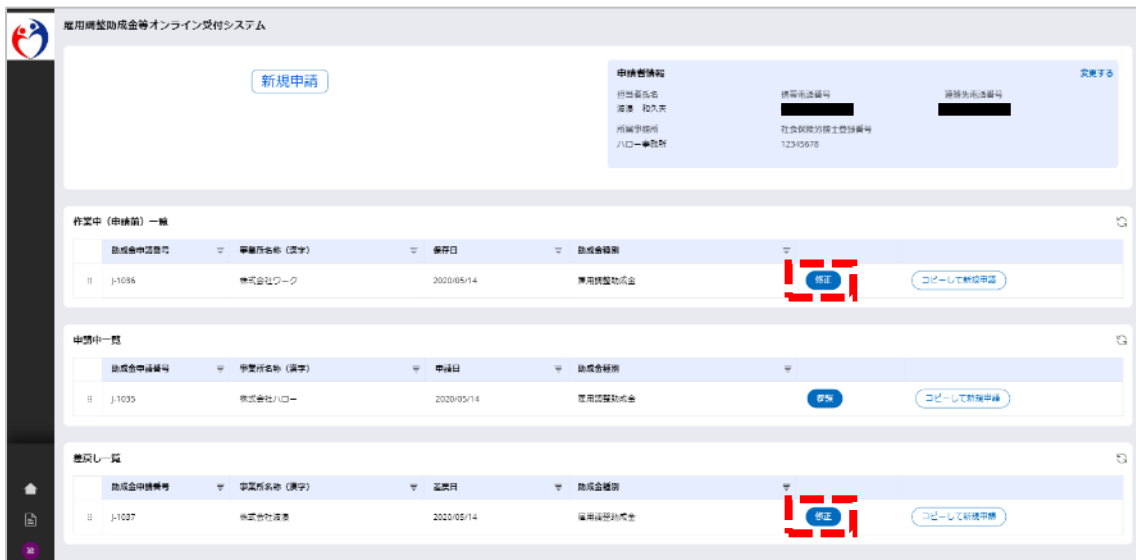 雇用調整助成金等オンライン受付システム
新規申請
申請者情報 変更する
担当者氏名 携帯電話番号 連絡先電話番号
和久夫
所属事務所 社会保険労務士登録番号
ハロー事務所 12345678
作業中（申請前）一覧
助成金申請番号 事業所名称（漢字） 保存日 助成金種別
J-1036 株式会社ワーク 2020/05/14 雇用調整助成金 修正 コピーして新規申請
申請中一覧
助成金申請番号 事業所名称（漢字） 申請日 助成金種別
J-1035 株式会社ハロー 2020/05/14 雇用調整助成金 コピーして新規申請
差戻し一覧
助成金申請番号 事業所名称（漢字） 差戻日 助成金種別
J-1037 2020/05/14 雇用調整助成金 修正 コピーして新規申請